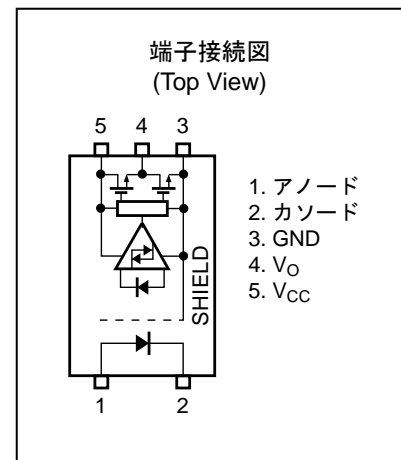 端子接続図
(Top View)
5 4 3
SHIELD
1 2
1. アノード
2. カソード
3. GND
4. VO
5. VCC